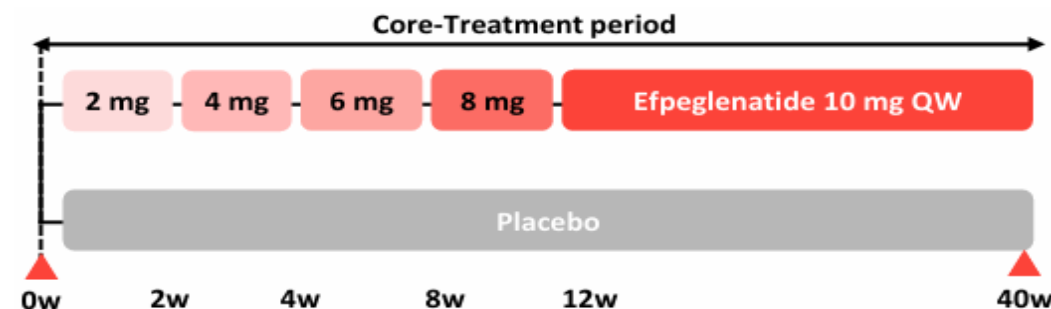 Core-Treatment period
2 mg 4 mg 6 mg 8 mg Efpeglenatide 10 mg QW
Placebo
0w 2w 4w 8w 12w 40w